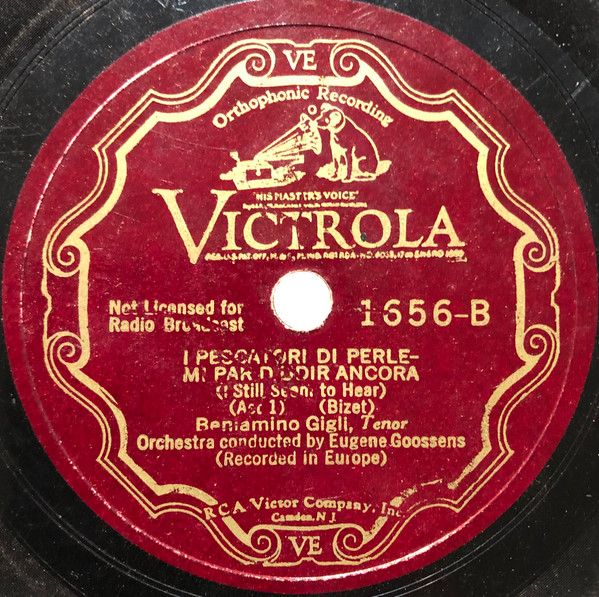 VE
Orthophonic Recording
"HIS MASTER'S VOICE"
VICTROLA
Not Licensed for
Radio Broadcast
1656-B
I PESCATORI DI PERLE-
MI PAR D'UDIR ANCORA
(I Still Seem to Hear)
(Act 1) (Bizet)
Beniamino Gigli, Tenor
Orchestra conducted by Eugene Goossens
(Recorded in Europe)
RCA Victor Company, Inc.
Camden, N.J.
VE